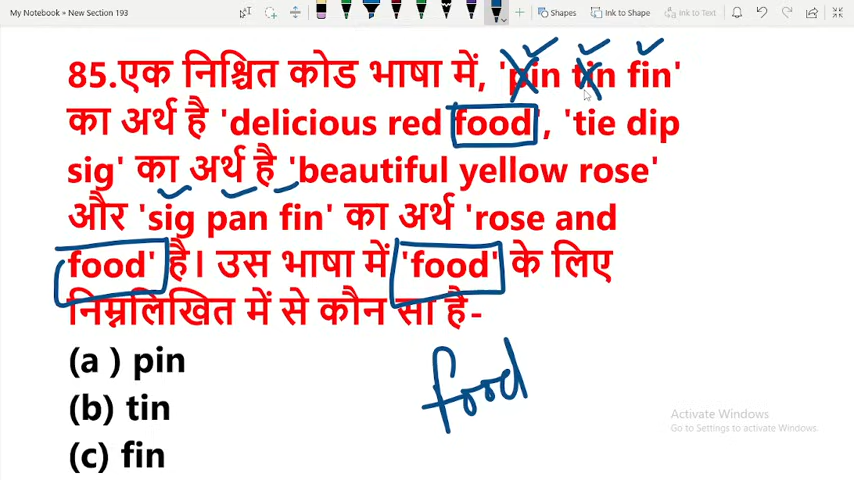 My Notebook » New Section 193
Shapes
Ink to Shape
Ink to Text
85.एक निश्चित कोड भाषा में, 'pin tin fin'
का अर्थ है 'delicious red food', 'tie dip
sig' का अर्थ है 'beautiful yellow rose'
और 'sig pan fin' का अर्थ 'rose and
food' है। उस भाषा में 'food' के लिए
निम्नलिखित में से कौन सा है-
(a ) pin
(b) tin
(c) fin
food
Activate Windows
Go to Settings to activate Windows.